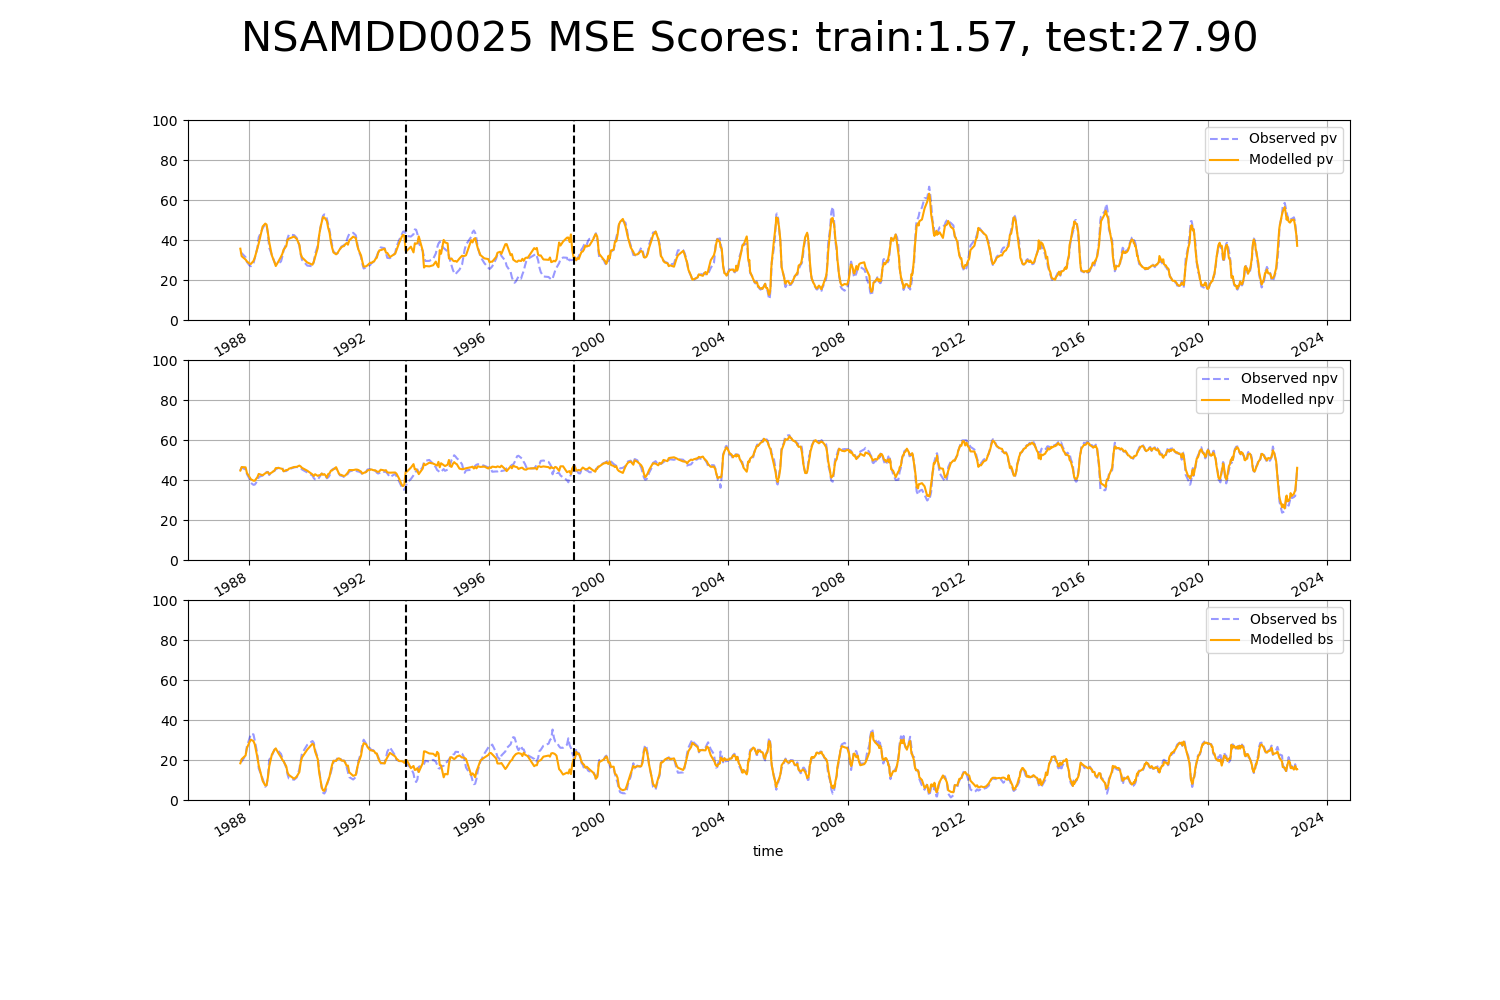 NSAMDD0025 MSE Scores: train:1.57, test:27.90
100
80
60
40
20
0
Observed pv
Modelled pv
1988 1992 1996 2000 2004 2008 2012 2016 2020 2024
100
80
60
40
20
0
Observed npv
Modelled npv
1988 1992 1996 2000 2004 2008 2012 2016 2020 2024
100
80
60
40
20
0
Observed bs
Modelled bs
1988 1992 1996 2000 2004 2008 2012 2016 2020 2024
time